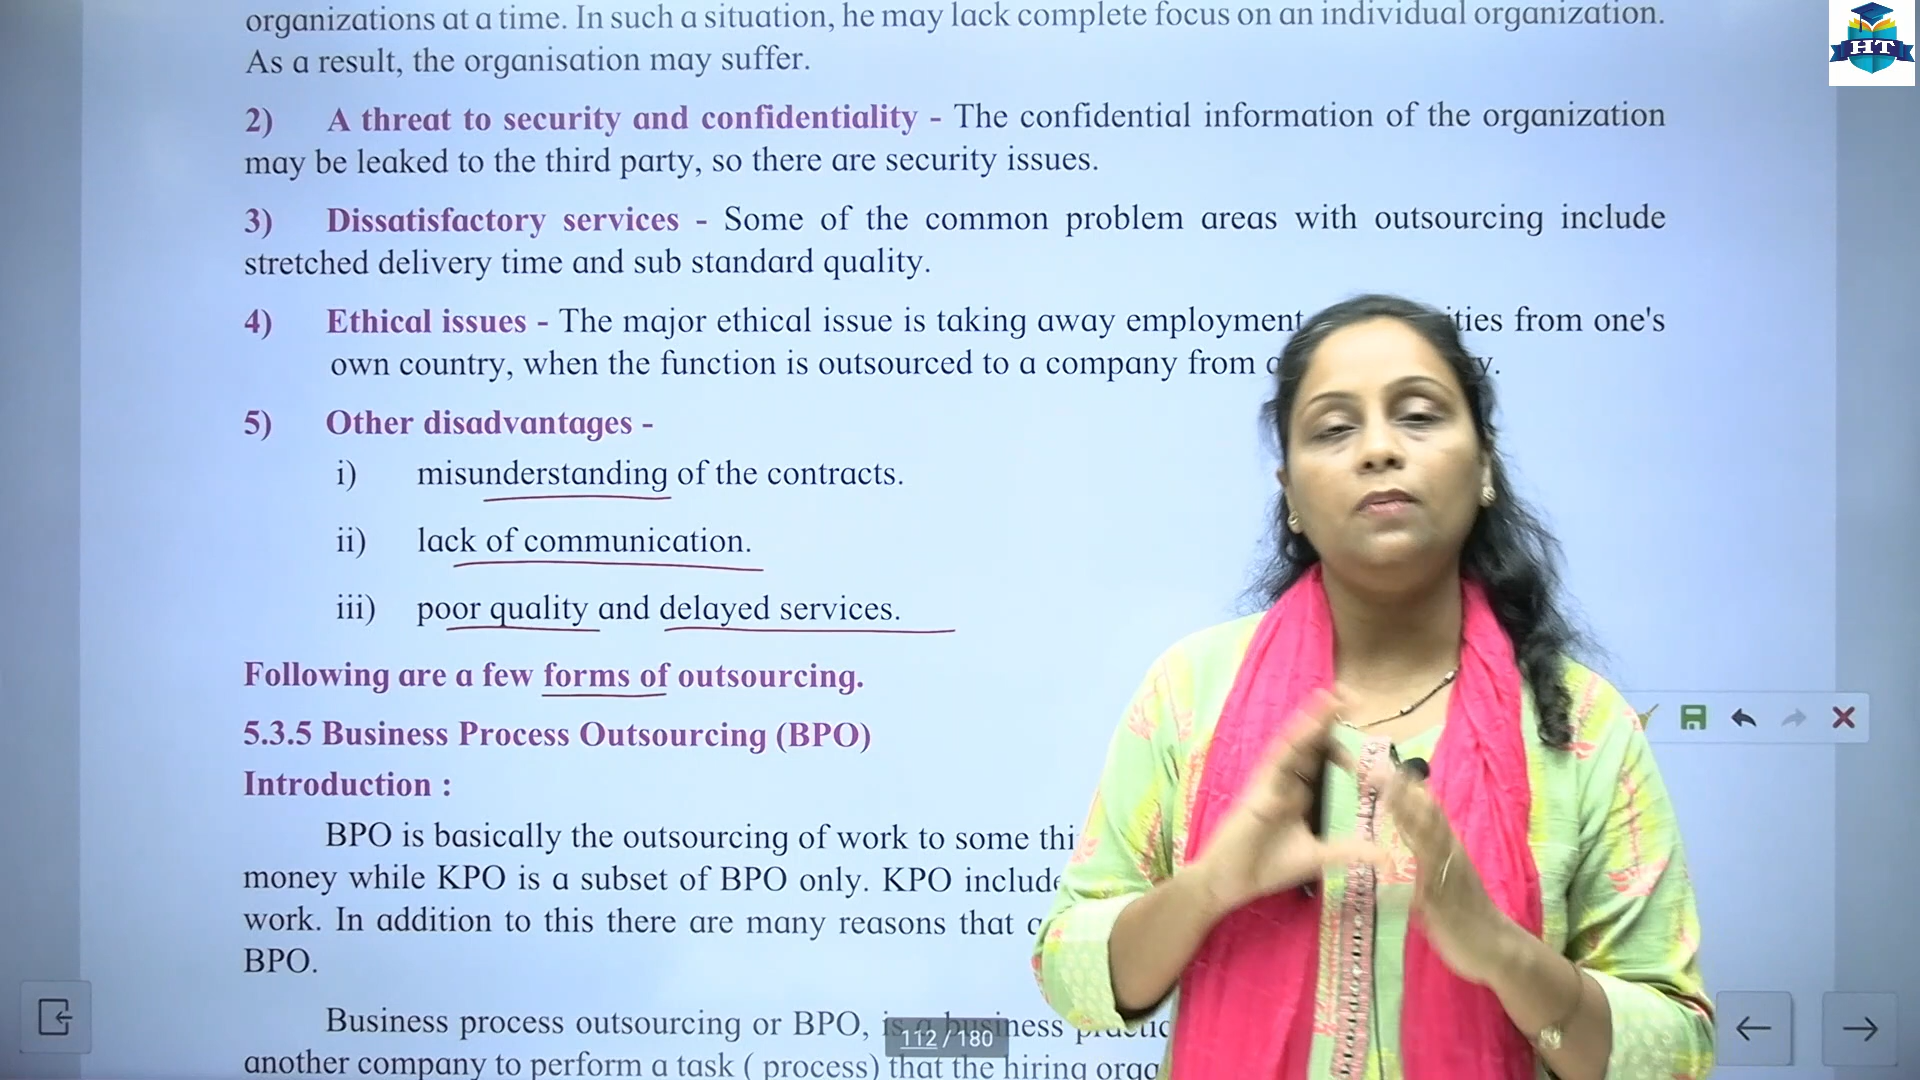 organizations at a time. In such a situation, he may lack complete focus on an individual organization.
As a result, the organisation may suffer.
2) A threat to security and confidentiality - The confidential information of the organization
may be leaked to the third party, so there are security issues.
3) Dissatisfactory services - Some of the common problem areas with outsourcing include
stretched delivery time and sub standard quality.
4) Ethical issues - The major ethical issue is taking away employment ities from one's
own country, when the function is outsourced to a company from
5) Other disadvantages -
i) misunderstanding of the contracts.
ii) lack of communication.
iii) poor quality and delayed services.
Following are a few forms of outsourcing.
5.3.5 Business Process Outsourcing (BPO)
Introduction :
BPO is basically the outsourcing of work to some
money while KPO is a subset of BPO only. KPO
work. In addition to this there are many reasons that
BPO.
Business process outsourcing or BPO, is a business
another company to perform a task ( process) that the hiring
112 / 180
HT